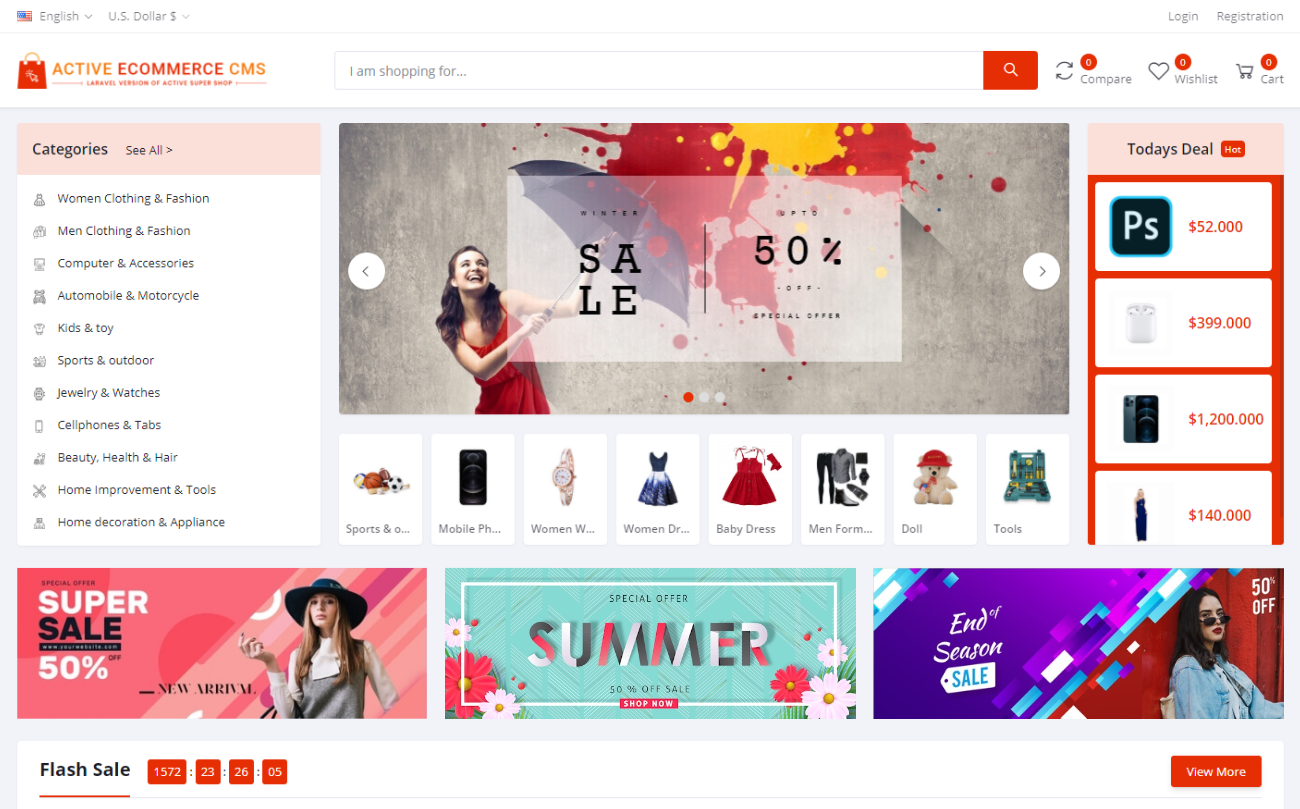 English
U.S. Dollar $
Login
Registration
ACTIVE ECOMMERCE CMS
LARAVEL VERSION OF ACTIVE SUPER SHOP
I am shopping for...
0
Compare
0
Wishlist
0
Cart
Categories
See All >
Women Clothing & Fashion
Men Clothing & Fashion
Computer & Accessories
Automobile & Motorcycle
Kids & toy
Sports & outdoor
Jewelry & Watches
Cellphones & Tabs
Beauty, Health & Hair
Home Improvement & Tools
Home decoration & Appliance
WINTER
SA
LE
UPTO
50%
-OFF-
SPECIAL OFFER
Todays Deal
Hot
Ps
$52.000
$399.000
$1,200.000
$140.000
Sports & o...
Mobile Ph...
Women W...
Women Dr...
Baby Dress
Men Form...
Doll
Tools
SPECIAL OFFER
SUPER
SALE
www.yourwebsite.com
50% OFF
NEW ARRIVAL
SPECIAL OFFER
SUMMER
50 % OFF SALE
SHOP NOW
End of
Season
SALE
50%
OFF
Flash Sale
1572 : 23 : 26 : 05
View More